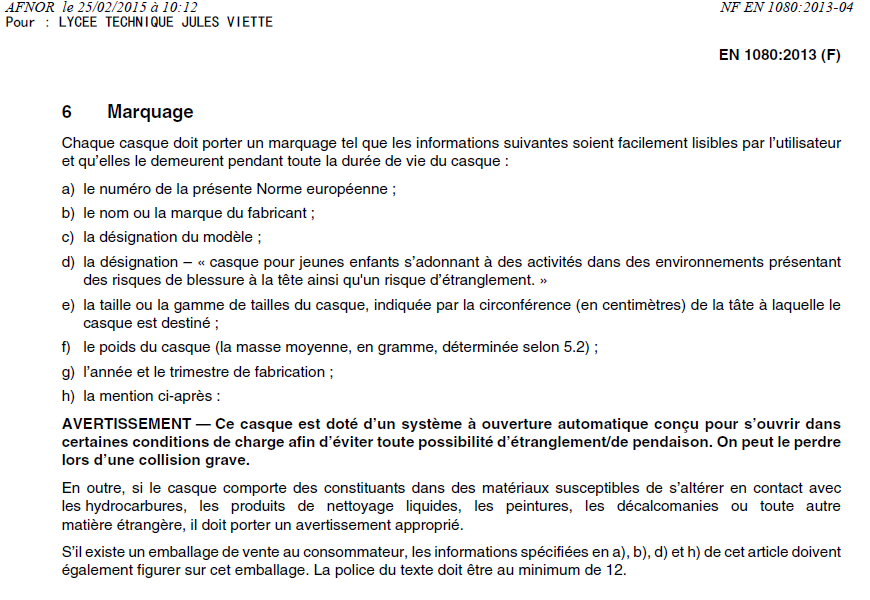 AFNOR le 25/02/2015 à 10:12
NF EN 1080:2013-04
Pour : LYCEE TECHNIQUE JULES VIETTE
EN 1080:2013 (F)
6 Marquage
Chaque casque doit porter un marquage tel que les informations suivantes soient facilement lisibles par l'utilisateur
et qu'elles le demeurent pendant toute la durée de vie du casque :
a) le numéro de la présente Norme européenne ;
b) le nom ou la marque du fabricant ;
c) la désignation du modèle ;
d) la désignation – « casque pour jeunes enfants s'adonnant à des activités dans des environnements présentant
des risques de blessure à la tête ainsi qu'un risque d'étranglement. »
e) la taille ou la gamme de tailles du casque, indiquée par la circonférence (en centimètres) de la tâte à laquelle le
casque est destiné ;
f) le poids du casque (la masse moyenne, en gramme, déterminée selon 5.2) ;
g) l'année et le trimestre de fabrication ;
h) la mention ci-après :
AVERTISSEMENT — Ce casque est doté d'un système à ouverture automatique conçu pour s'ouvrir dans
certaines conditions de charge afin d'éviter toute possibilité d'étranglement/de pendaison. On peut le perdre
lors d'une collision grave.
En outre, si le casque comporte des constituants dans des matériaux susceptibles de s'altérer en contact avec
les hydrocarbures, les produits de nettoyage liquides, les peintures, les décalcomanies ou toute autre
matière étrangère, il doit porter un avertissement approprié.
S'il existe un emballage de vente au consommateur, les informations spécifiées en a), b), d) et h) de cet article doivent
également figurer sur cet emballage. La police du texte doit être au minimum de 12.